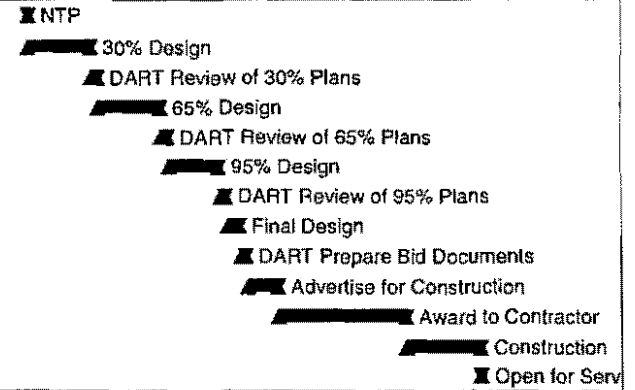 NTP
30% Design
DART Review of 30% Plans
65% Design
DART Review of 65% Plans
95% Design
DART Review of 95% Plans
Final Design
DART Prepare Bid Documents
Advertise for Construction
Award to Contractor
Construction
Open for Serv